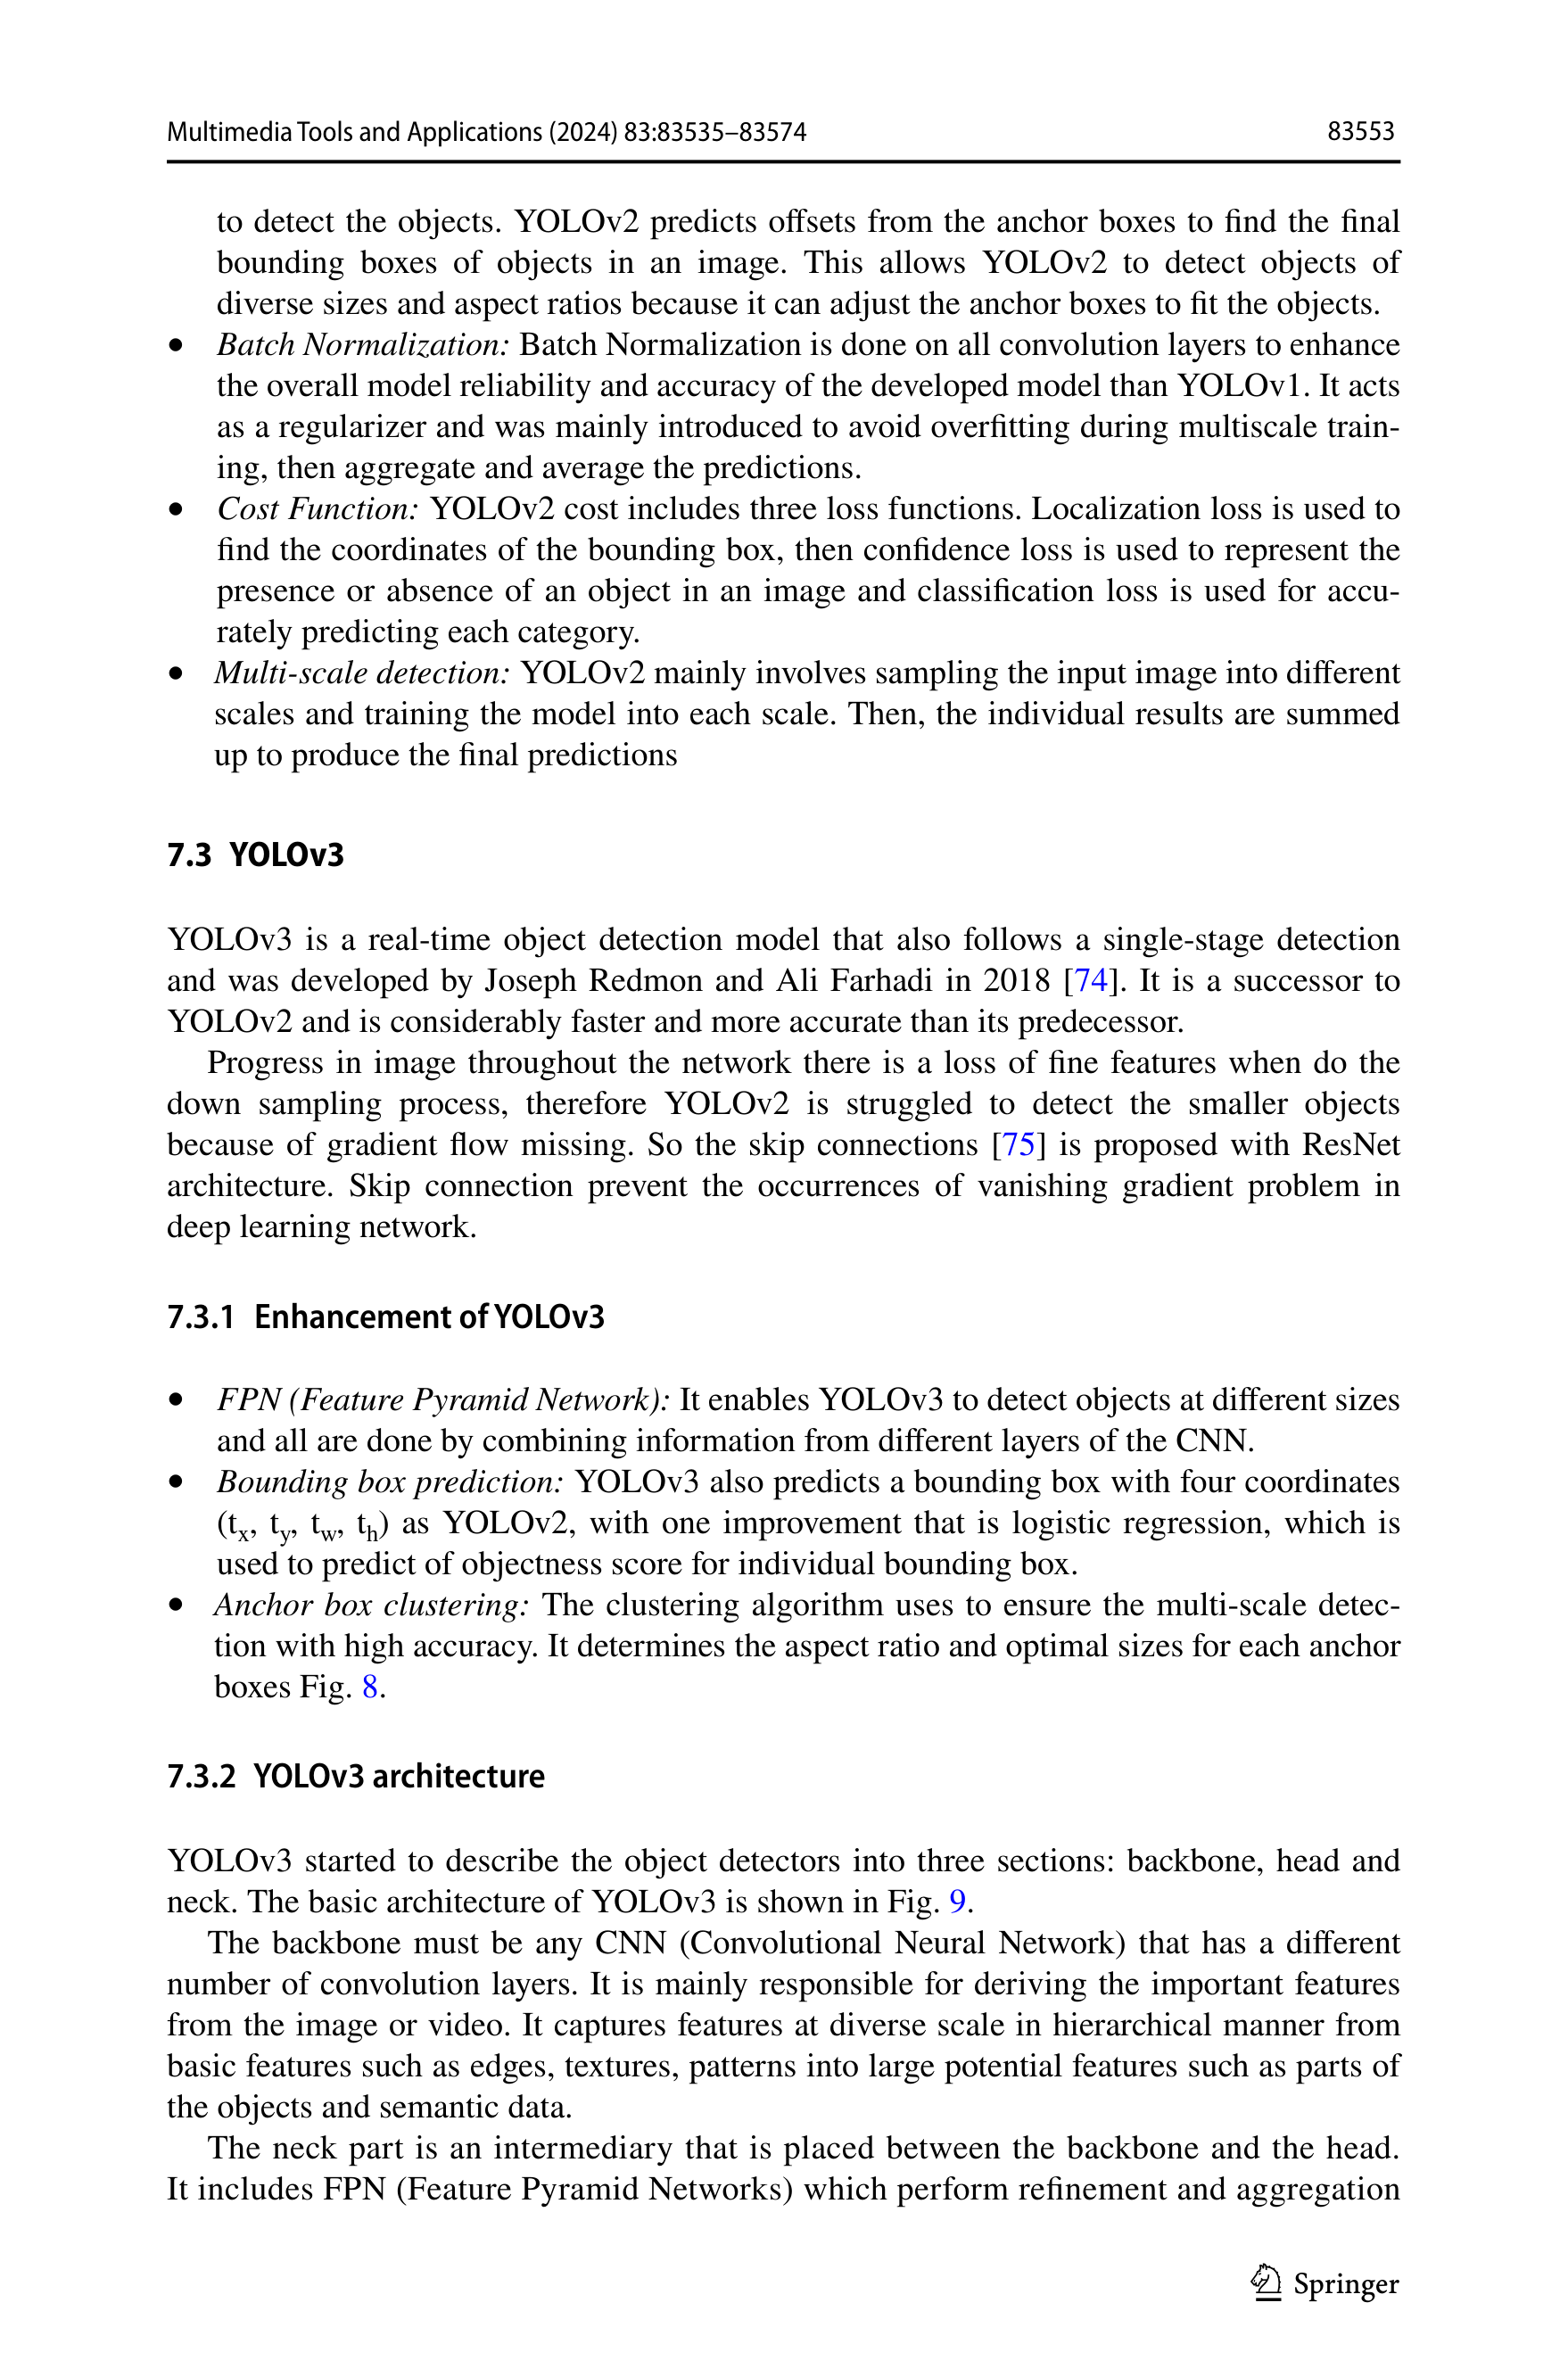 Multimedia Tools and Applications (2024) 83:83535–83574 83553
to detect the objects. YOLOv2 predicts offsets from the anchor boxes to find the final
bounding boxes of objects in an image. This allows YOLOv2 to detect objects of
diverse sizes and aspect ratios because it can adjust the anchor boxes to fit the objects.
● Batch Normalization: Batch Normalization is done on all convolution layers to enhance
the overall model reliability and accuracy of the developed model than YOLOv1. It acts
as a regularizer and was mainly introduced to avoid overfitting during multiscale train-
ing, then aggregate and average the predictions.
● Cost Function: YOLOv2 cost includes three loss functions. Localization loss is used to
find the coordinates of the bounding box, then confidence loss is used to represent the
presence or absence of an object in an image and classification loss is used for accu-
rately predicting each category.
● Multi-scale detection: YOLOv2 mainly involves sampling the input image into different
scales and training the model into each scale. Then, the individual results are summed
up to produce the final predictions
7.3 YOLOv3
YOLOv3 is a real-time object detection model that also follows a single-stage detection
and was developed by Joseph Redmon and Ali Farhadi in 2018 [74]. It is a successor to
YOLOv2 and is considerably faster and more accurate than its predecessor.
Progress in image throughout the network there is a loss of fine features when do the
down sampling process, therefore YOLOv2 is struggled to detect the smaller objects
because of gradient flow missing. So the skip connections [75] is proposed with ResNet
architecture. Skip connection prevent the occurrences of vanishing gradient problem in
deep learning network.
7.3.1 Enhancement of YOLOv3
● FPN (Feature Pyramid Network): It enables YOLOv3 to detect objects at different sizes
and all are done by combining information from different layers of the CNN.
● Bounding box prediction: YOLOv3 also predicts a bounding box with four coordinates
(tx, ty, tw, th) as YOLOv2, with one improvement that is logistic regression, which is
used to predict of objectness score for individual bounding box.
● Anchor box clustering: The clustering algorithm uses to ensure the multi-scale detec-
tion with high accuracy. It determines the aspect ratio and optimal sizes for each anchor
boxes Fig. 8.
7.3.2 YOLOv3 architecture
YOLOv3 started to describe the object detectors into three sections: backbone, head and
neck. The basic architecture of YOLOv3 is shown in Fig. 9.
The backbone must be any CNN (Convolutional Neural Network) that has a different
number of convolution layers. It is mainly responsible for deriving the important features
from the image or video. It captures features at diverse scale in hierarchical manner from
basic features such as edges, textures, patterns into large potential features such as parts of
the objects and semantic data.
The neck part is an intermediary that is placed between the backbone and the head.
It includes FPN (Feature Pyramid Networks) which perform refinement and aggregation
Springer